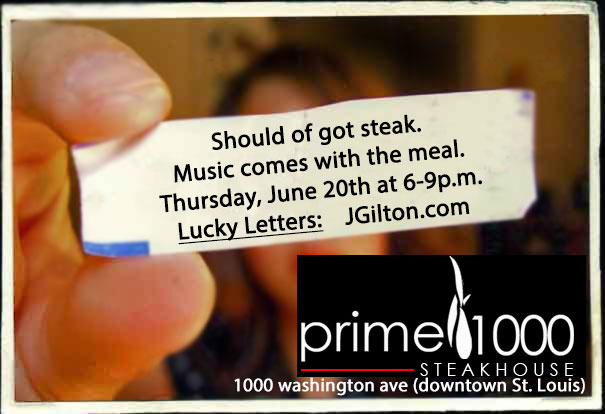 Should of got steak.
Music comes with the meal.
Thursday, June 20th at 6-9p.m.
Lucky Letters: JGilton.com
prime 1000
STEAKHOUSE
1000 washington ave (downtown St. Louis)